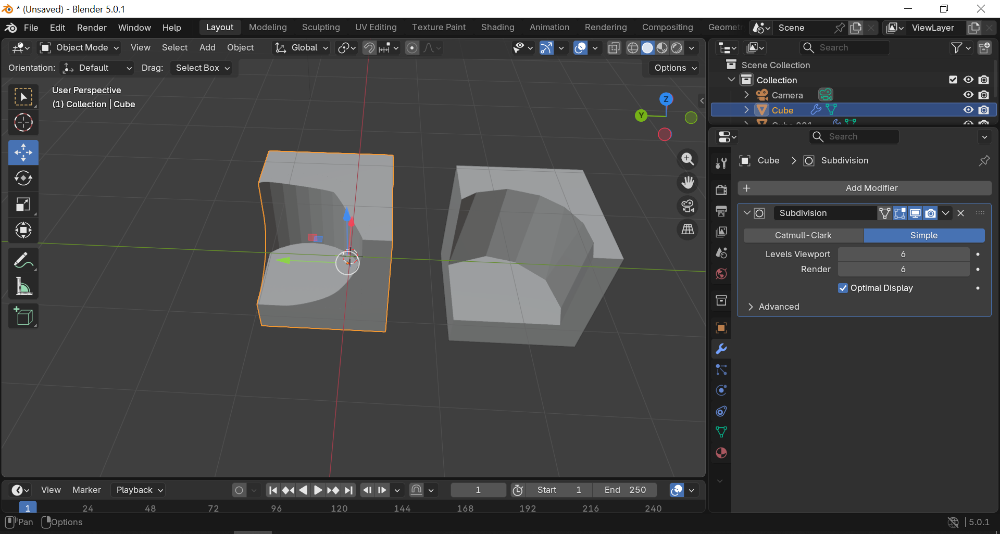 * (Unsaved) - Blender 5.0.1
File Edit Render Window Help Layout Modeling Sculpting UV Editing Texture Paint Shading Animation Rendering Compositing Geomet Scene ViewLayer
Object Mode View Select Add Object Global Search
Orientation: Default Drag: Select Box Options
Scene Collection
Collection
Camera
Cube
User Perspective
(1) Collection | Cube
Z
Y
Search
Cube Subdivision
+ Add Modifier
Subdivision
Catmull-Clark Simple
Levels Viewport 6
Render 6
Optimal Display
Advanced
View Marker Playback 1 Start 1 End 250
1 24 48 72 96 120 144 168 192 216 240
Pan Options 5.0.1